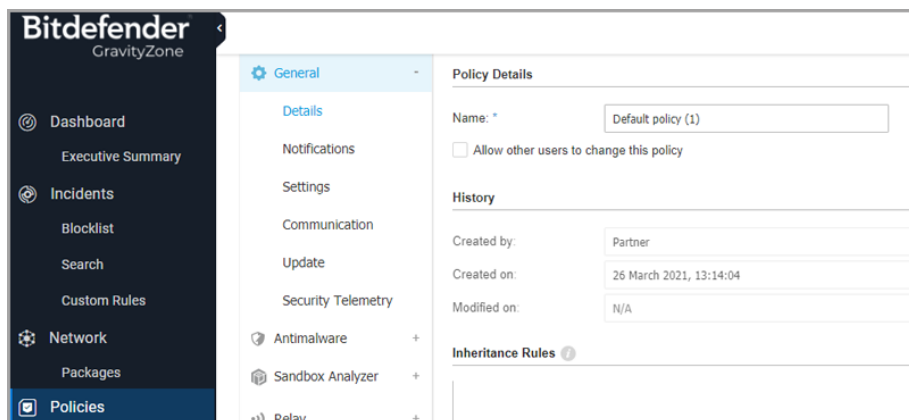 Bitdefender
GravityZone
Dashboard
Executive Summary
Incidents
Blocklist
Search
Custom Rules
Network
Packages
Policies
General -
Details
Notifications
Settings
Communication
Update
Security Telemetry
Antimalware +
Sandbox Analyzer +
Relay +
Policy Details
Name: * Default policy (1)
Allow other users to change this policy
History
Created by: Partner
Created on: 26 March 2021, 13:14:04
Modified on: N/A
Inheritance Rules i